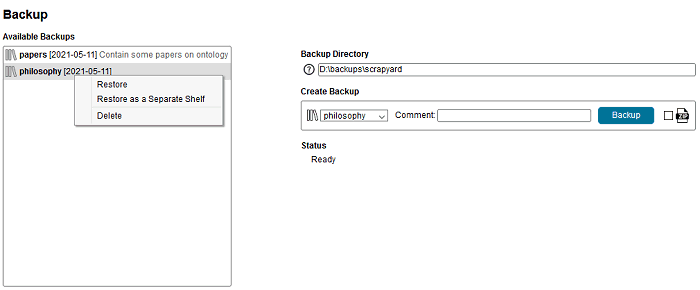 Backup
Available Backups
papers [2021-05-11] Contain some papers on ontology
philosophy [2021-05-11]
Restore
Restore as a Separate Shelf
Delete
Backup Directory
? D:\backups\scrapyard
Create Backup
philosophy Comment: Backup ZIP
Status
Ready